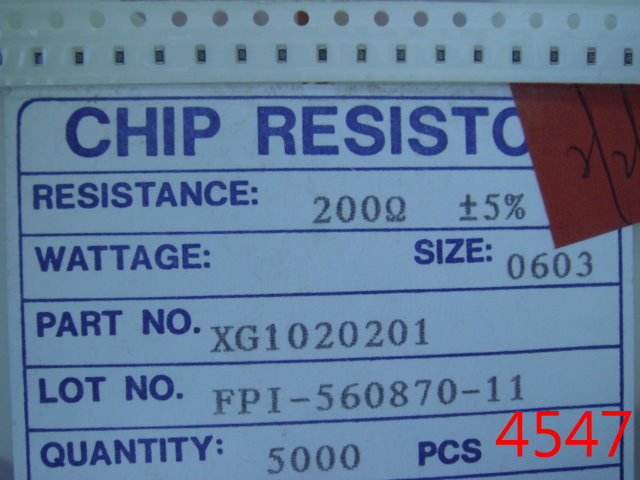 CHIP RESISTO
RESISTANCE: 200Ω ±5%
WATTAGE: SIZE: 0603
PART NO. XG1020201
LOT NO. FPI-560870-11
QUANTITY: 5000 PCS
4547